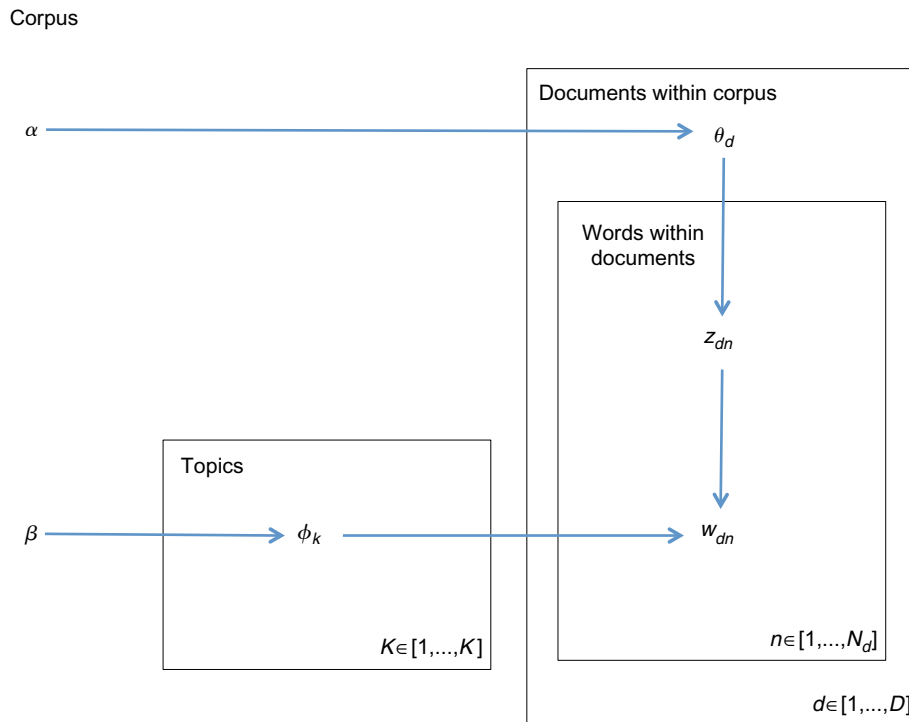 Corpus
Documents within corpus
α
θ_d
Words within
documents
z_dn
Topics
β
ϕ_k
w_dn
K∈[1,...,K]
n∈[1,...,N_d]
d∈[1,...,D]